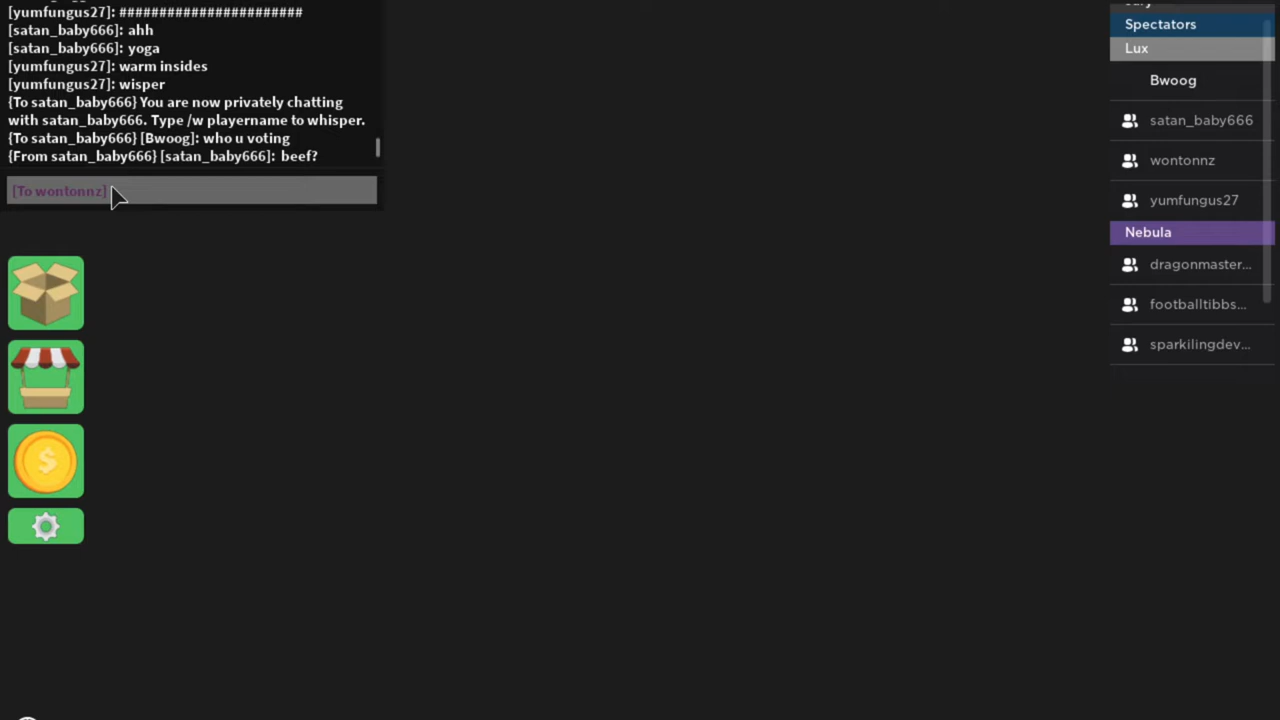 [yumfungus27]: #######################
[satan_baby666]: ahh
[satan_baby666]: yoga
[yumfungus27]: warm insides
[yumfungus27]: wisper
{To satan_baby666} You are now privately chatting
with satan_baby666. Type /w playername to whisper.
{To satan_baby666} [Bwoog]: who u voting
{From satan_baby666} [satan_baby666]: beef?
[To wontonnz]
Spectators
Lux
Bwoog
satan_baby666
wontonnz
yumfungus27
Nebula
dragonmaster...
footballtibbs...
sparkilingdev...